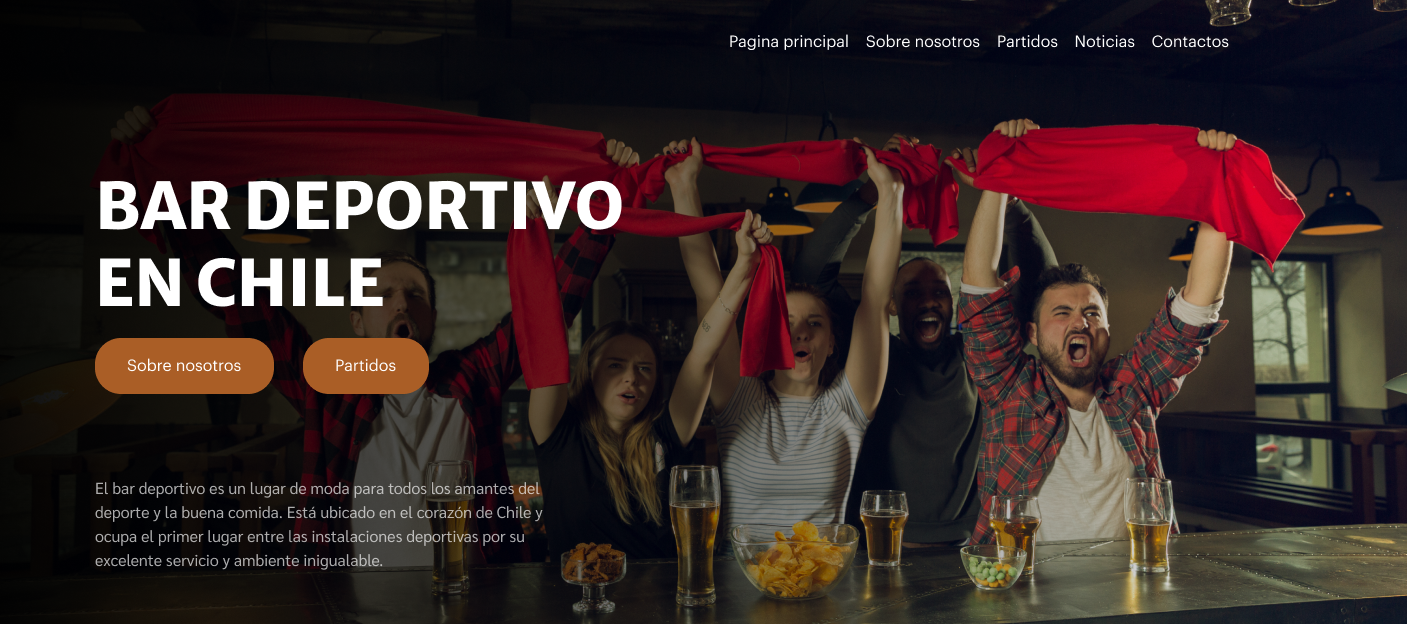 Pagina principal Sobre nosotros Partidos Noticias Contactos
BAR DEPORTIVO
EN CHILE
Sobre nosotros Partidos
El bar deportivo es un lugar de moda para todos los amantes del
deporte y la buena comida. Está ubicado en el corazón de Chile y
ocupa el primer lugar entre las instalaciones deportivas por su
excelente servicio y ambiente inigualable.